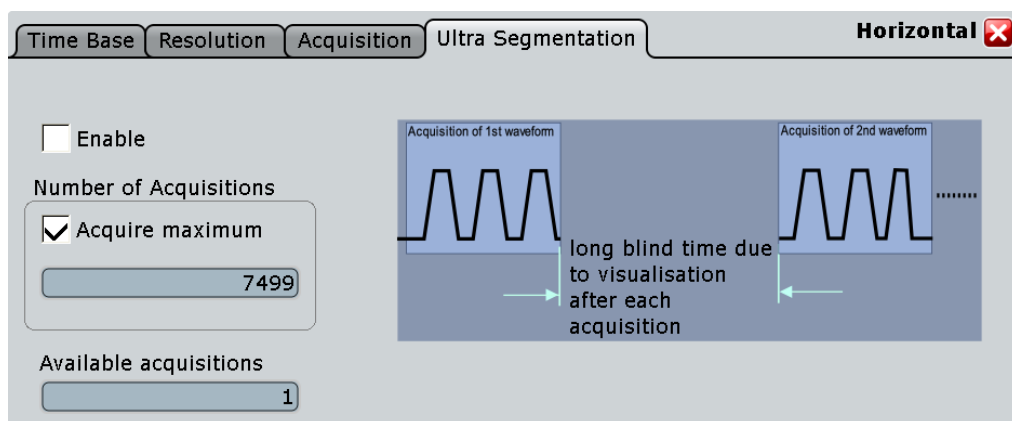 Time Base Resolution Acquisition Ultra Segmentation Horizontal
Enable
Number of Acquisitions
Acquire maximum
7499
Available acquisitions
1
Acquisition of 1st waveform
Acquisition of 2nd waveform
long blind time due
to visualisation
after each
acquisition